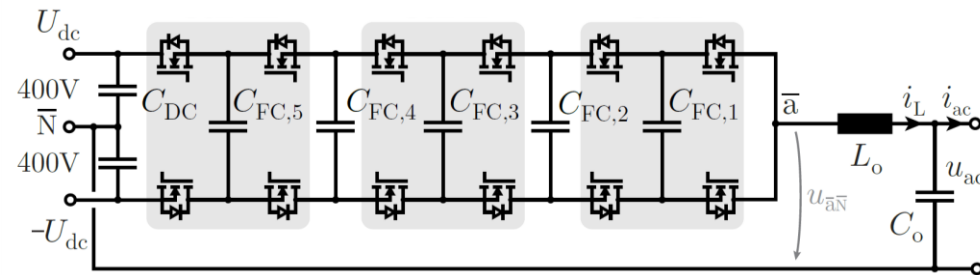 U_dc
400V
N̅
400V
-U_dc
C_DC
C_FC,5
C_FC,4
C_FC,3
C_FC,2
C_FC,1
a̅
u_a̅N̅
L_o
i_L
i_ac
u_ac
C_o